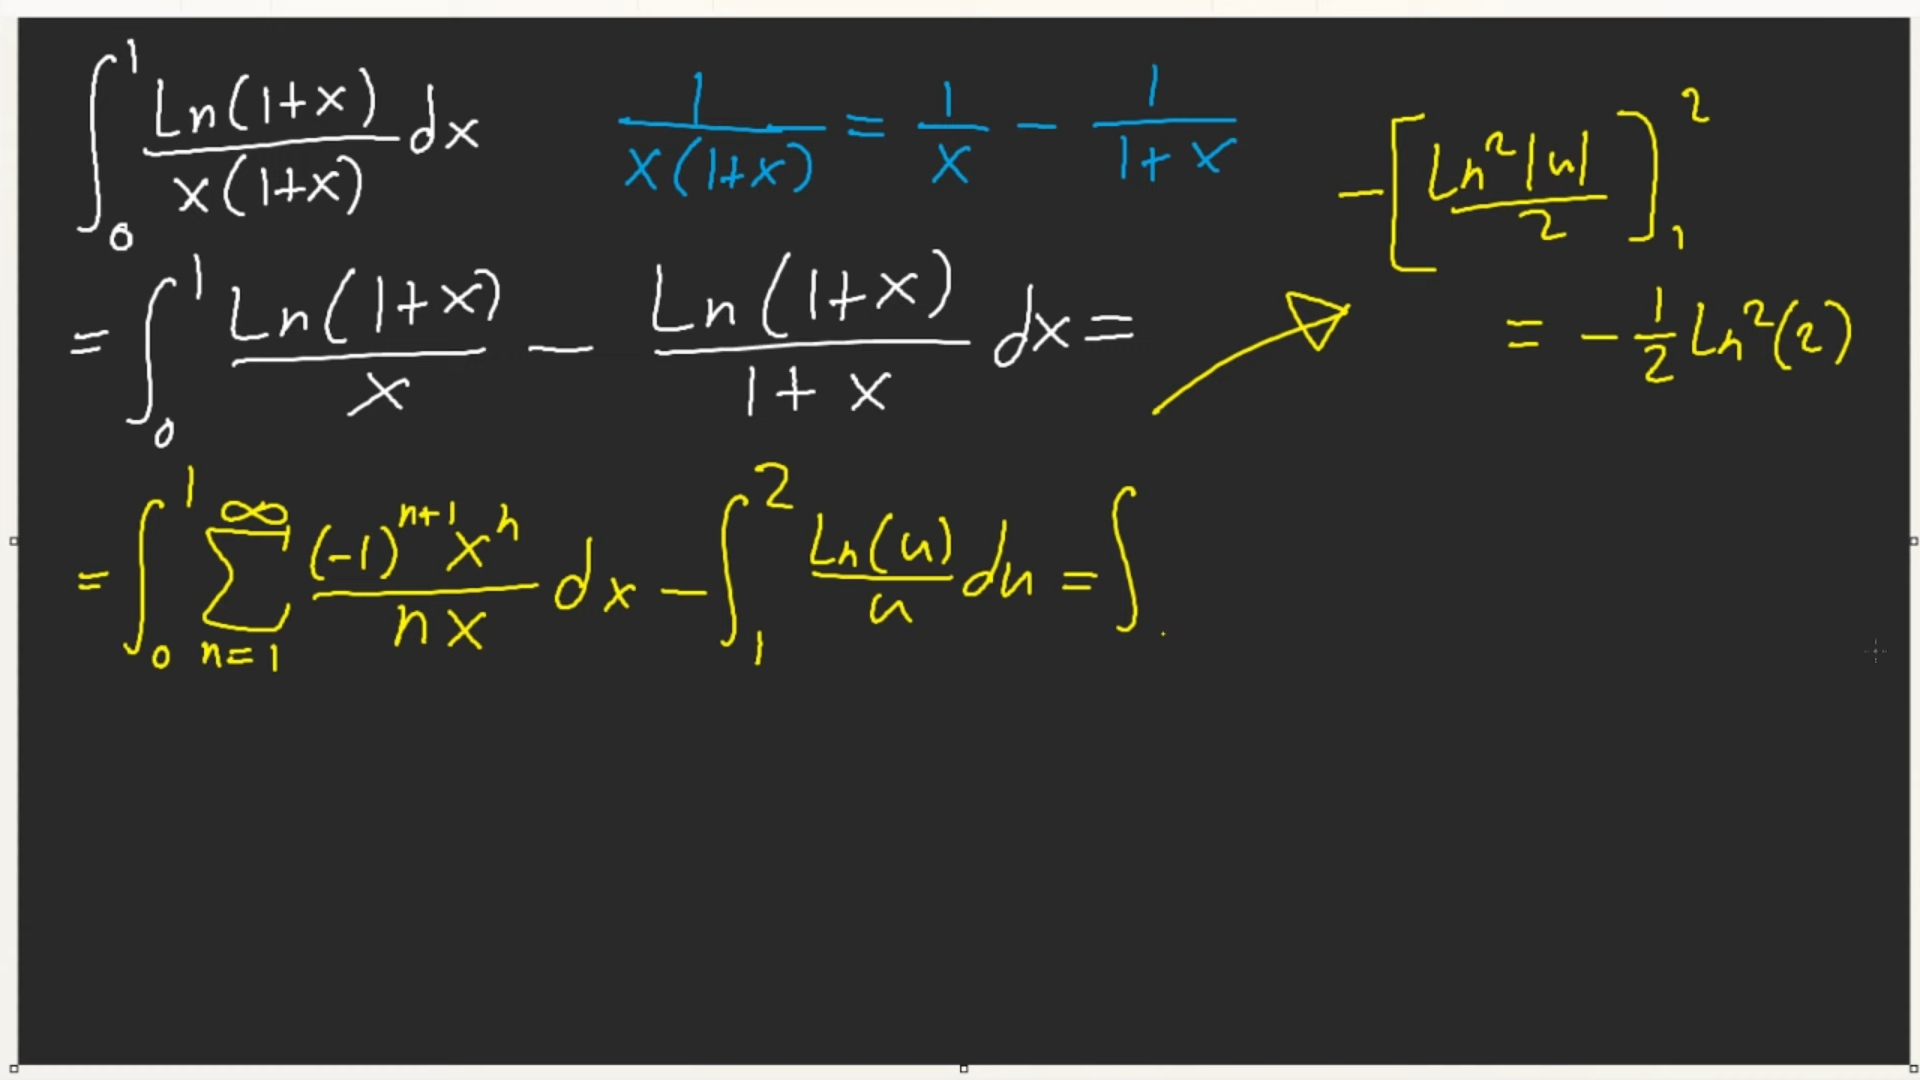 ∫₀¹ Ln(1+x)/x(1+x) dx
1/x(1+x) = 1/x − 1/1+x
= ∫₀¹ Ln(1+x)/x − Ln(1+x)/1+x dx =
= ∫₀¹ ∑ₙ₌₁^∞ (-1)ⁿ⁺¹ xⁿ/nx dx − ∫₁² Ln(u)/u du = ∫
−[Ln²|u|/2]₁²
= −1/2 Ln²(2)